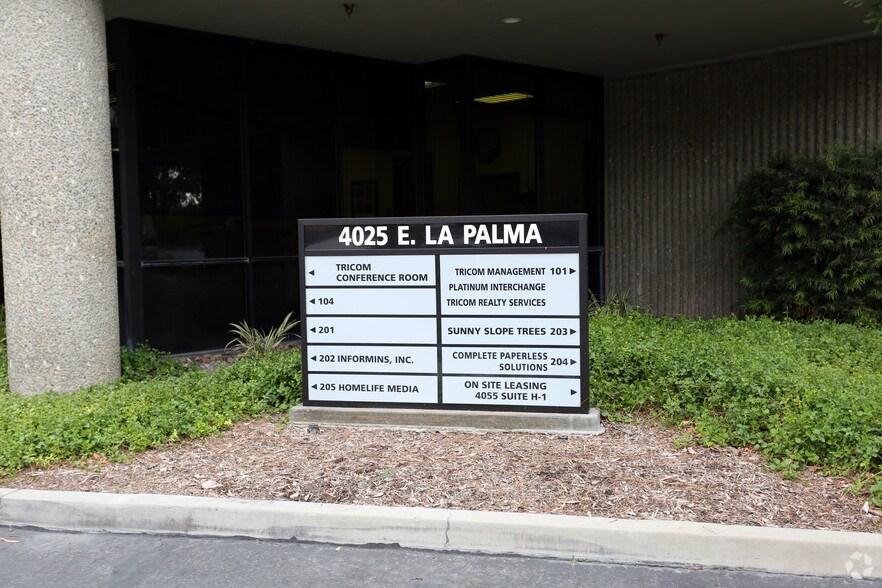 4025 E. LA PALMA
◄ TRICOM
CONFERENCE ROOM
◄ 104
◄ 201
◄ 202 INFORMINS, INC.
◄ 205 HOMELIFE MEDIA
TRICOM MANAGEMENT 101 ►
PLATINUM INTERCHANGE
TRICOM REALTY SERVICES
SUNNY SLOPE TREES 203 ►
COMPLETE PAPERLESS
SOLUTIONS 204 ►
ON SITE LEASING ►
4055 SUITE H-1